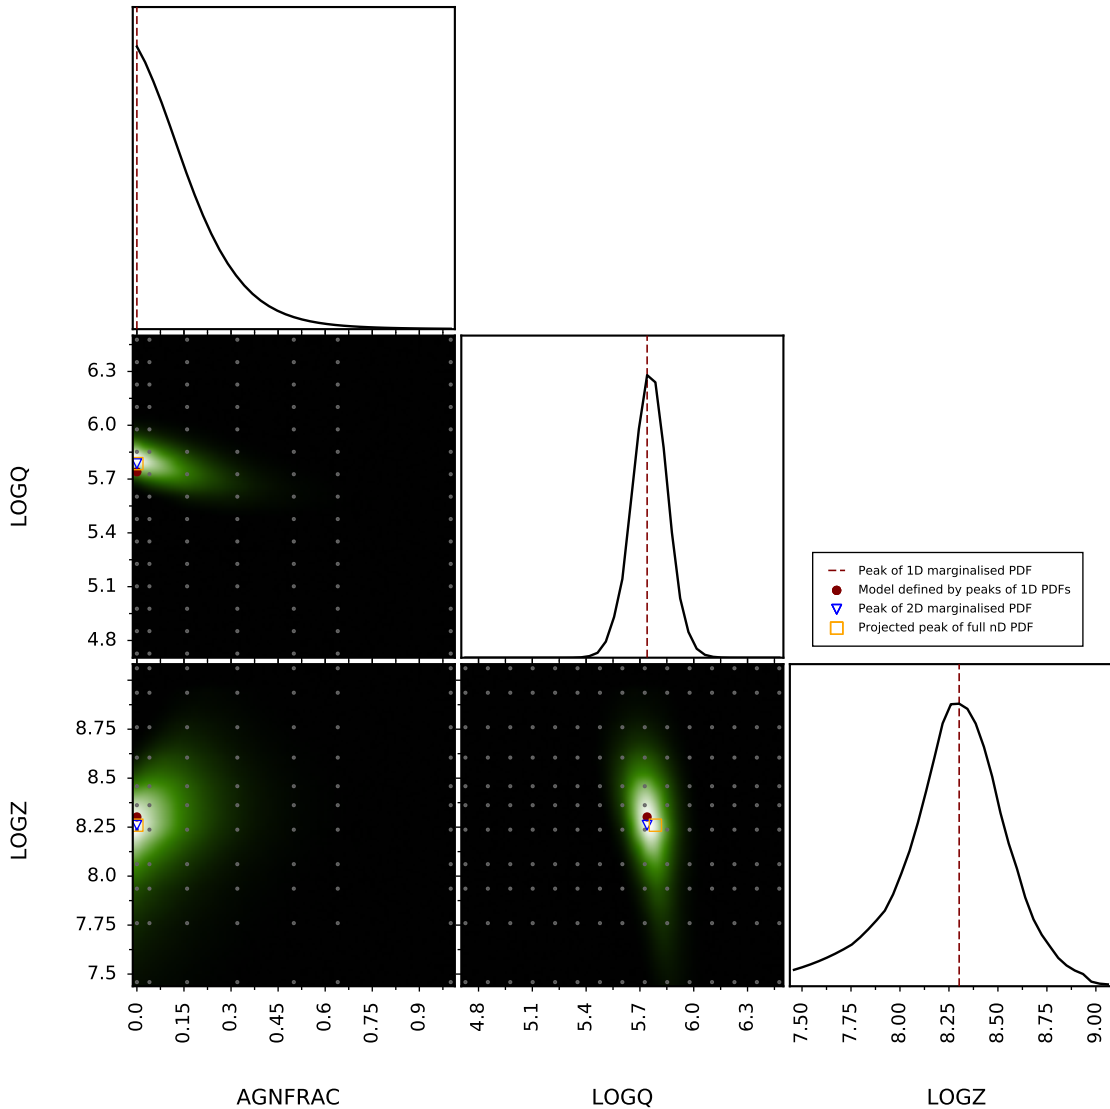 6.3
6.0
5.7
5.4
5.1
4.8
LOGQ
Peak of 1D marginalised PDF
Model defined by peaks of 1D PDFs
Peak of 2D marginalised PDF
Projected peak of full nD PDF
8.75
8.5
8.25
8.0
7.75
7.5
LOGZ
0.0 0.15 0.3 0.45 0.6 0.75 0.9
4.8 5.1 5.4 5.7 6.0 6.3
7.50 7.75 8.00 8.25 8.50 8.75 9.00
AGNFRAC LOGQ LOGZ